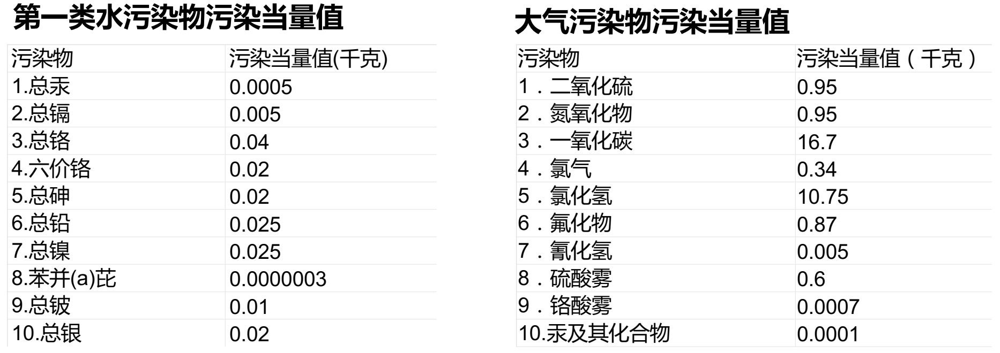 第一类水污染物污染当量值
污染物 污染当量值(千克)
1.总汞 0.0005
2.总镉 0.005
3.总铬 0.04
4.六价铬 0.02
5.总砷 0.02
6.总铅 0.025
7.总镍 0.025
8.苯并(a)芘 0.0000003
9.总铍 0.01
10.总银 0.02
大气污染物污染当量值
污染物 污染当量值（千克）
1．二氧化硫 0.95
2．氮氧化物 0.95
3．一氧化碳 16.7
4．氯气 0.34
5．氯化氢 10.75
6．氟化物 0.87
7．氰化氢 0.005
8．硫酸雾 0.6
9．铬酸雾 0.0007
10.汞及其化合物 0.0001